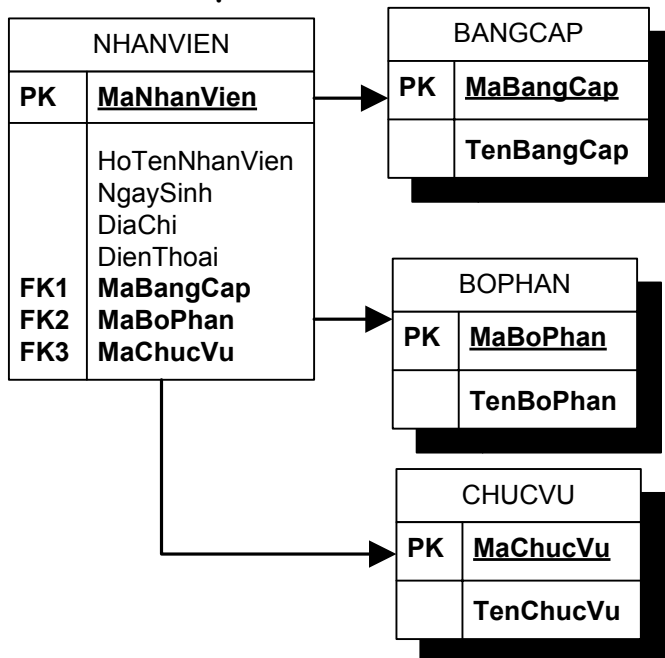 NHANVIEN
PK MaNhanVien
HoTenNhanVien
NgaySinh
DiaChi
DienThoai
FK1 MaBangCap
FK2 MaBoPhan
FK3 MaChucVu
BANGCAP
PK MaBangCap
TenBangCap
BOPHAN
PK MaBoPhan
TenBoPhan
CHUCVU
PK MaChucVu
TenChucVu